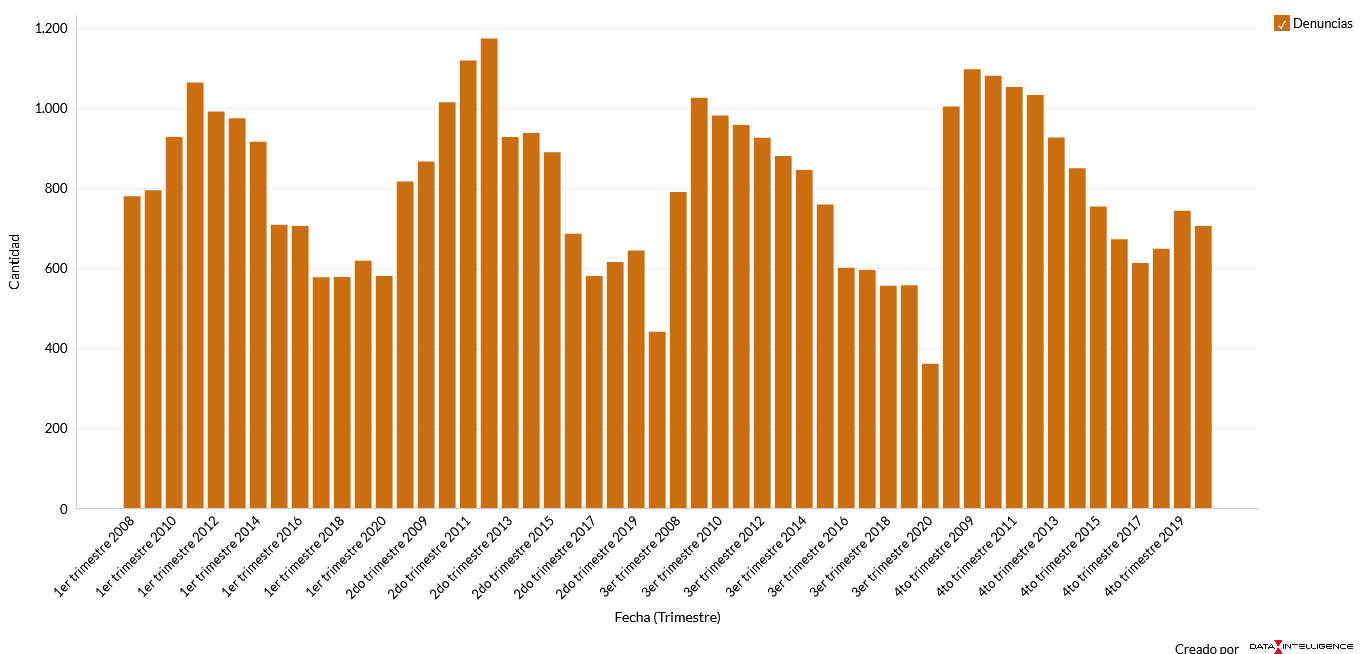 Denuncias
1.200
1.000
800
600
400
200
0
Cantidad
1er trimestre 2008
1er trimestre 2010
1er trimestre 2012
1er trimestre 2014
1er trimestre 2016
1er trimestre 2018
1er trimestre 2020
2do trimestre 2009
2do trimestre 2011
2do trimestre 2013
2do trimestre 2015
2do trimestre 2017
2do trimestre 2019
3er trimestre 2008
3er trimestre 2010
3er trimestre 2012
3er trimestre 2014
3er trimestre 2016
3er trimestre 2018
3er trimestre 2020
4to trimestre 2009
4to trimestre 2011
4to trimestre 2013
4to trimestre 2015
4to trimestre 2017
4to trimestre 2019
Fecha (Trimestre)
Creado por DATA INTELLIGENCE